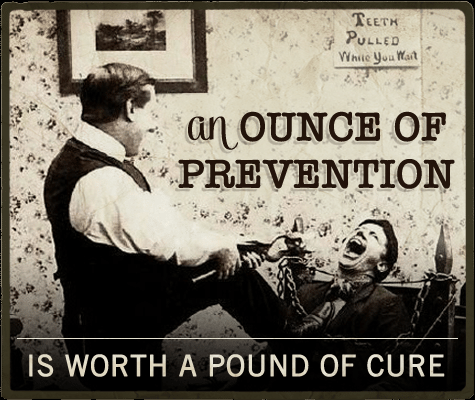 TEETH
PULLED
While You Wait
an OUNCE OF
PREVENTION
IS WORTH A POUND OF CURE